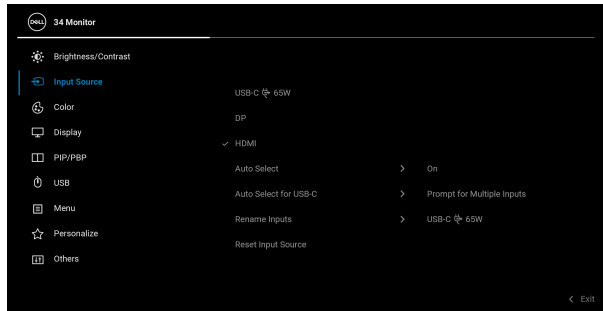 DELL 34 Monitor
Brightness/Contrast
Input Source
Color
Display
PIP/PBP
USB
Menu
Personalize
Others
USB-C 65W
DP
HDMI
Auto Select On
Auto Select for USB-C Prompt for Multiple Inputs
Rename Inputs USB-C 65W
Reset Input Source
Exit